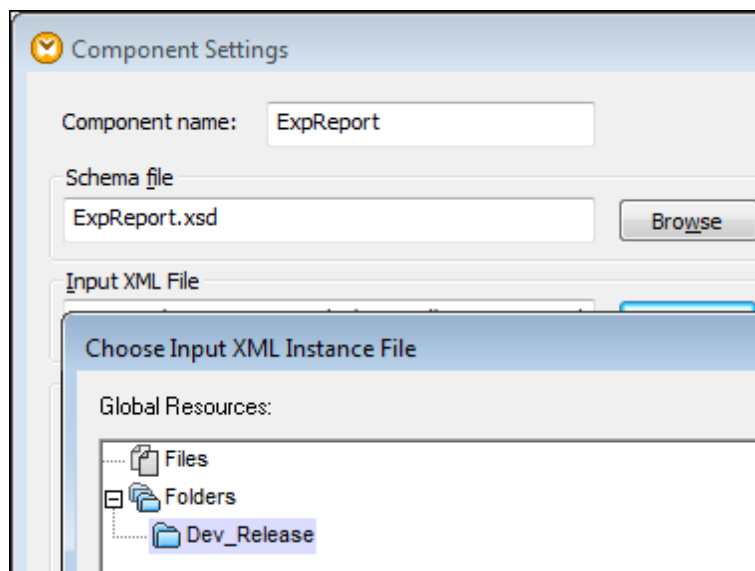 Component Settings
Component name: ExpReport
Schema file
ExpReport.xsd Browse
Input XML File
Choose Input XML Instance File
Global Resources:
Files
Folders
Dev_Release